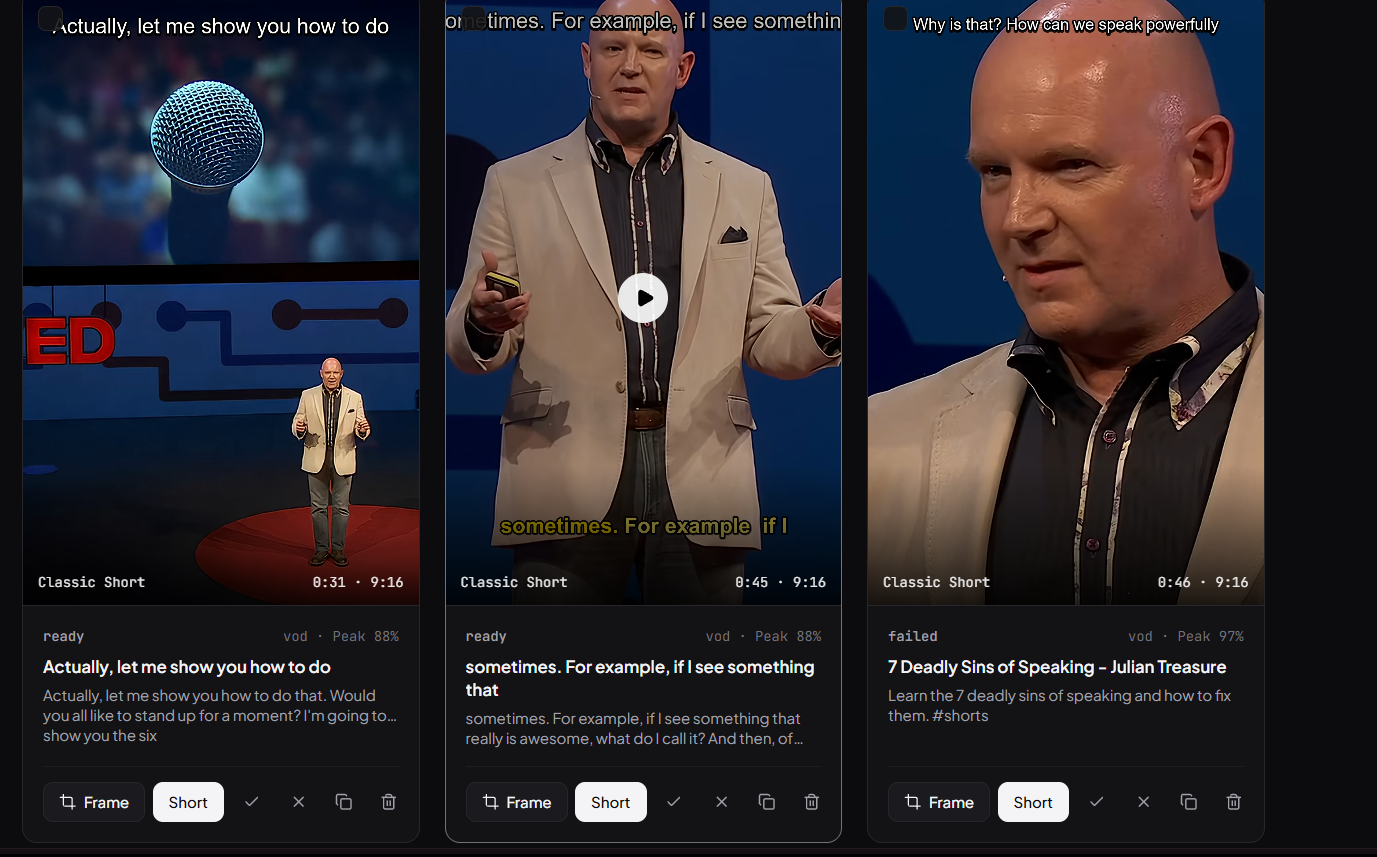 Actually, let me show you how to do
ometimes. For example, if I see somethin
Why is that? How can we speak powerfully
ED
sometimes. For example if I
Classic Short 0:31 · 9:16
Classic Short 0:45 · 9:16
Classic Short 0:46 · 9:16
ready vod · Peak 88%
Actually, let me show you how to do
Actually, let me show you how to do that. Would
you all like to stand up for a moment? I'm going to...
show you the six
Frame Short
ready vod · Peak 88%
sometimes. For example, if I see something
that
sometimes. For example, if I see something that
really is awesome, what do I call it? And then, of...
Frame Short
failed vod · Peak 97%
7 Deadly Sins of Speaking - Julian Treasure
Learn the 7 deadly sins of speaking and how to fix
them. #shorts
Frame Short